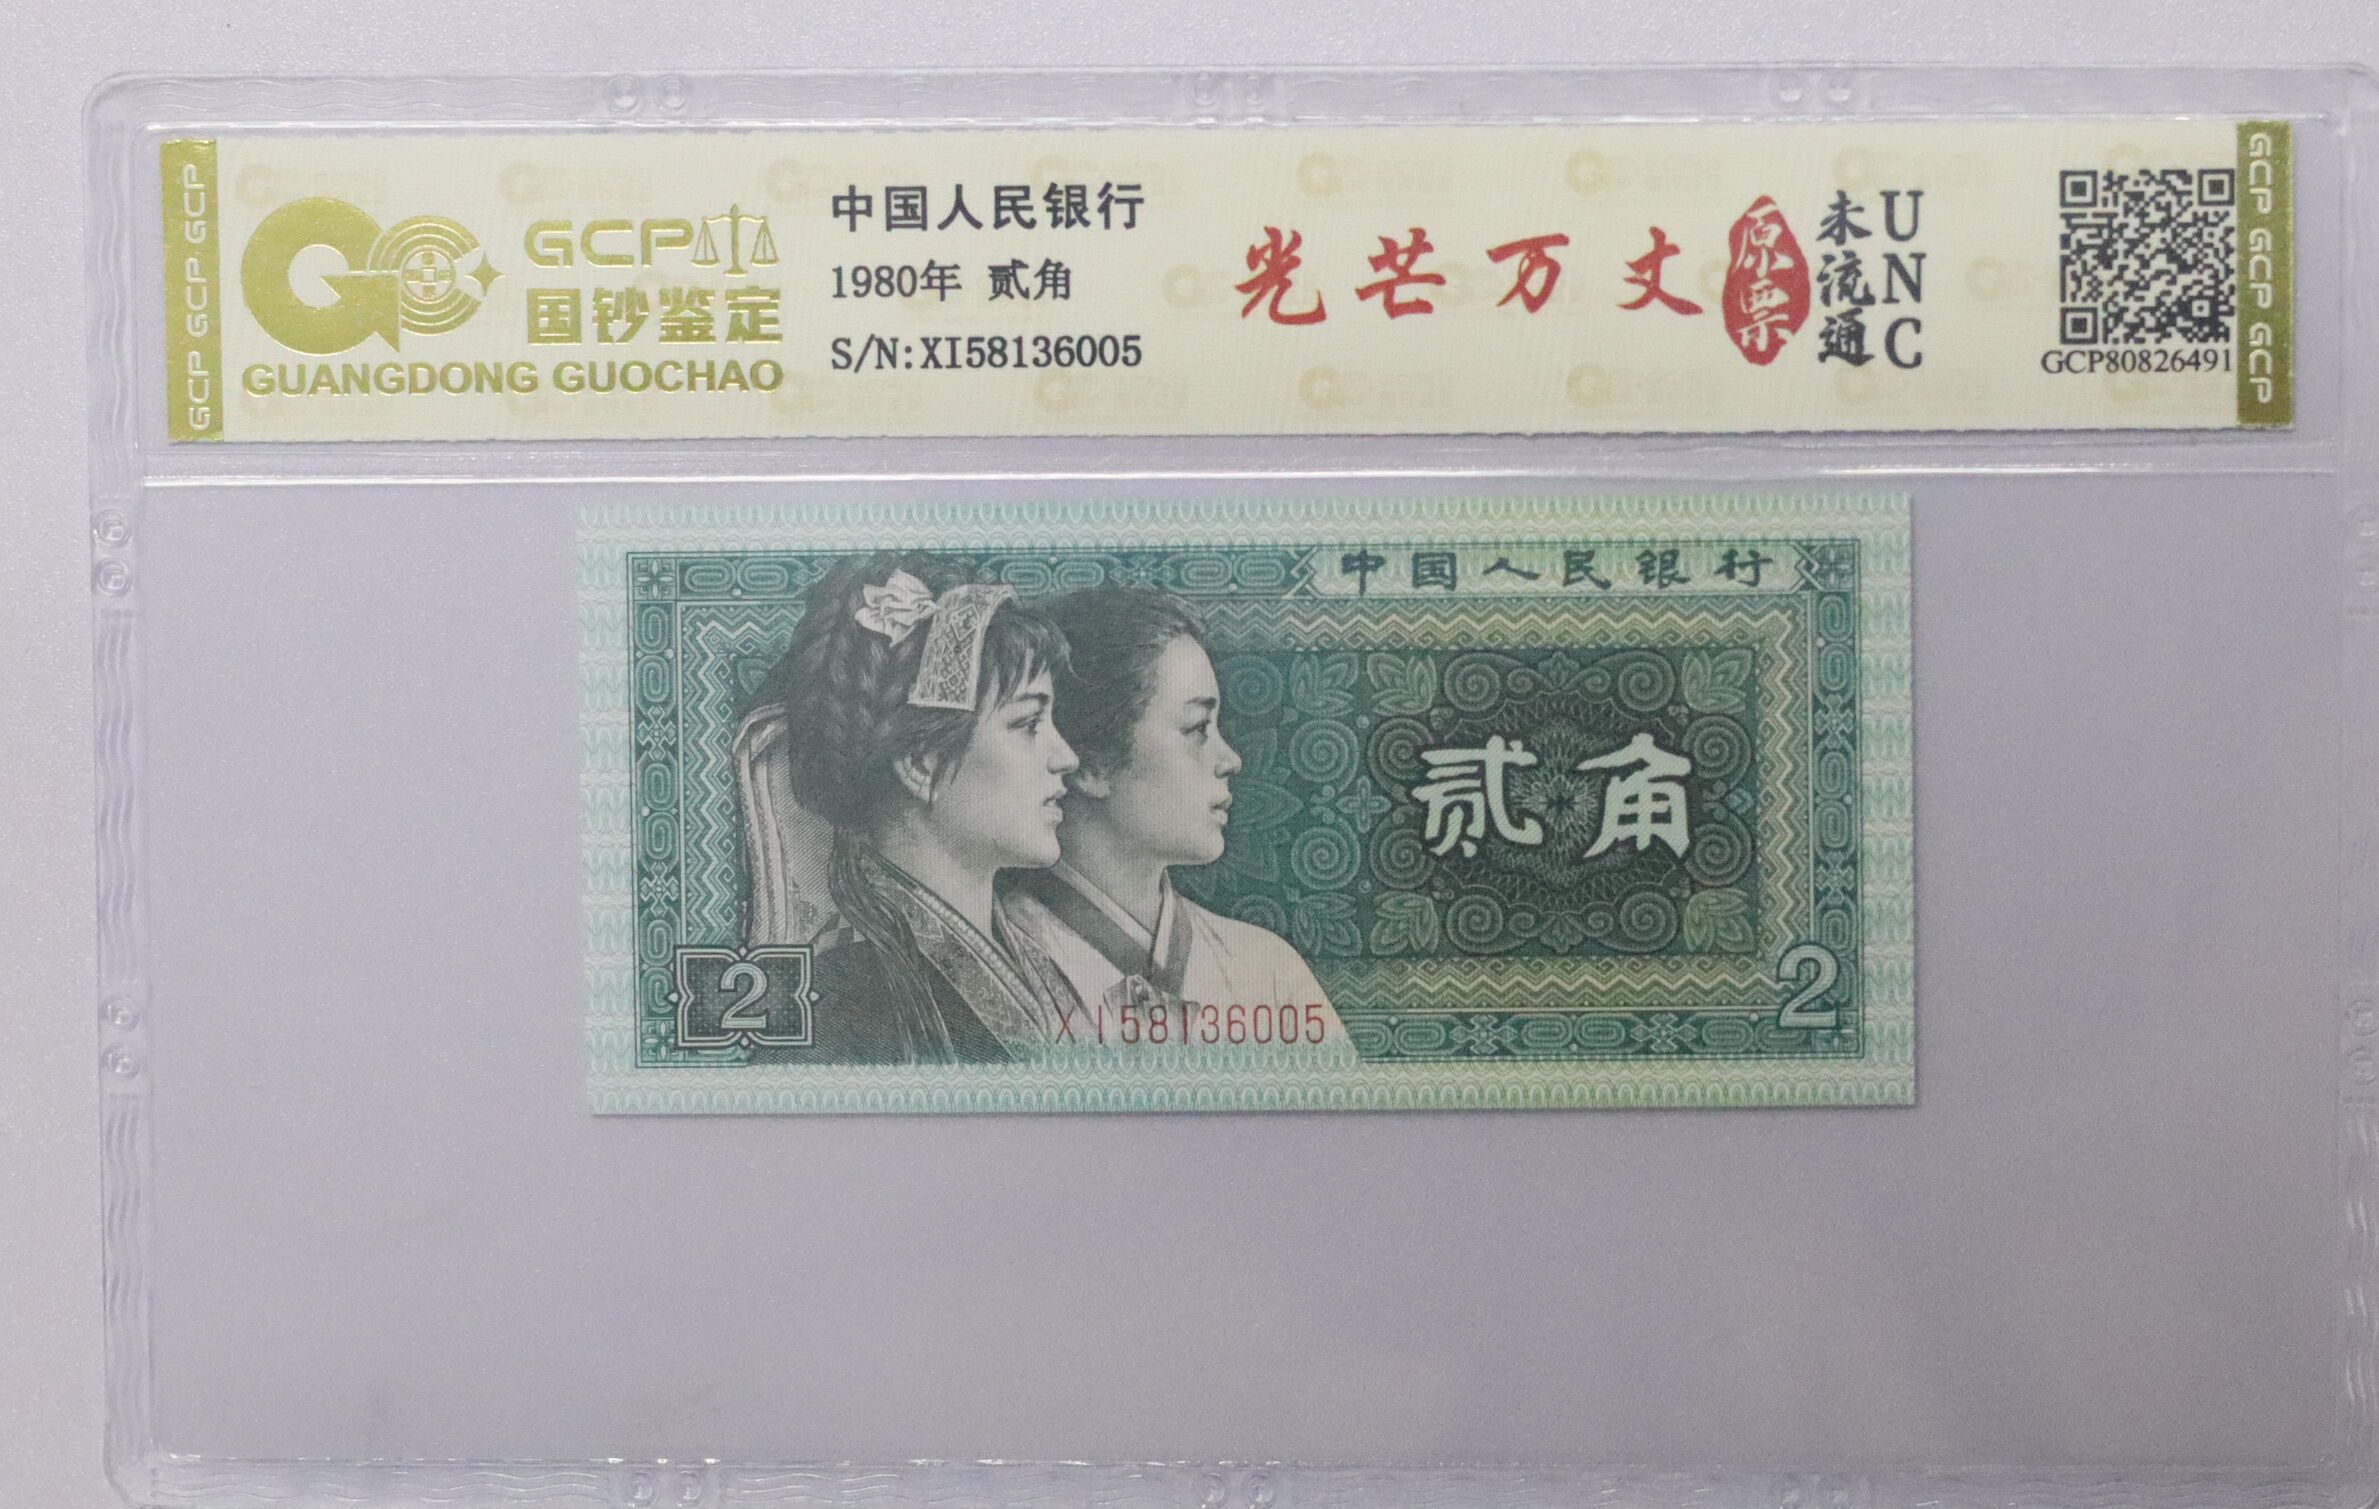 GCP GCP GCP
GCP
国钞鉴定
GUANGDONG GUOCHAO
中国人民银行
1980年 贰角
S/N:XI58136005
光芒万丈
原票
未流通
UNC
GCP80826491
GCP GCP GCP
中国人民银行
贰角
2
XI58136005
2